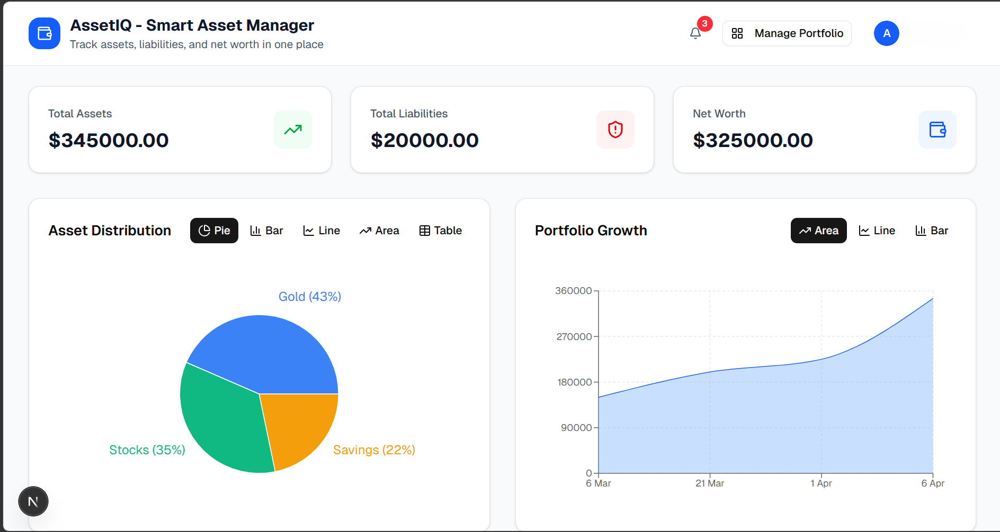 AssetIQ - Smart Asset Manager
Track assets, liabilities, and net worth in one place
3
Manage Portfolio
A
Total Assets
$345000.00
Total Liabilities
$20000.00
Net Worth
$325000.00
Asset Distribution
Pie
Bar
Line
Area
Table
Gold (43%)
Stocks (35%)
Savings (22%)
Portfolio Growth
Area
Line
Bar
360000
270000
180000
90000
0
6 Mar
21 Mar
1 Apr
6 Apr
N